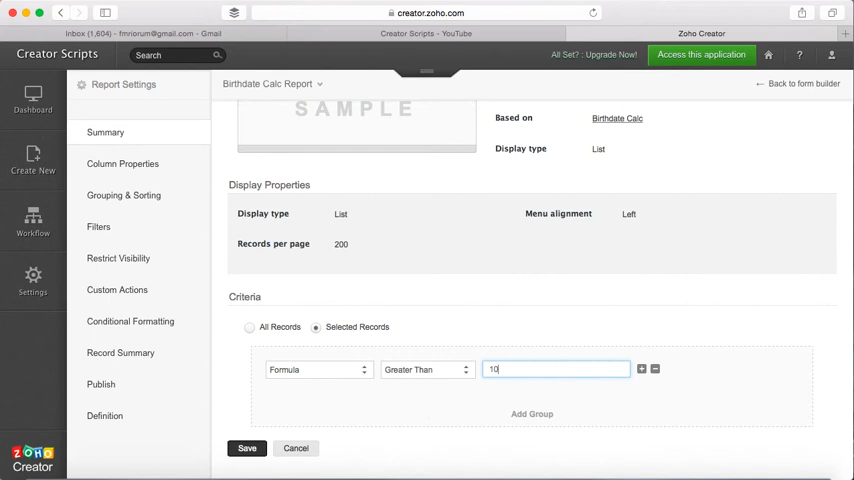 creator.zoho.com
Inbox (1,604) - fmriorum@gmail.com - Gmail
Creator Scripts - YouTube
Zoho Creator
Creator Scripts
Search
All Set? : Upgrade Now!
Access this application
?
Report Settings
Birthdate Calc Report
← Back to form builder
Dashboard
Create New
Workflow
Settings
Summary
Column Properties
Grouping & Sorting
Filters
Restrict Visibility
Custom Actions
Conditional Formatting
Record Summary
Publish
Definition
SAMPLE
Based on
Birthdate Calc
Display type
List
Display Properties
Display type
List
Menu alignment
Left
Records per page
200
Criteria
All Records
Selected Records
Formula
Greater Than
10
Add Group
Save
Cancel
ZOHO
Creator